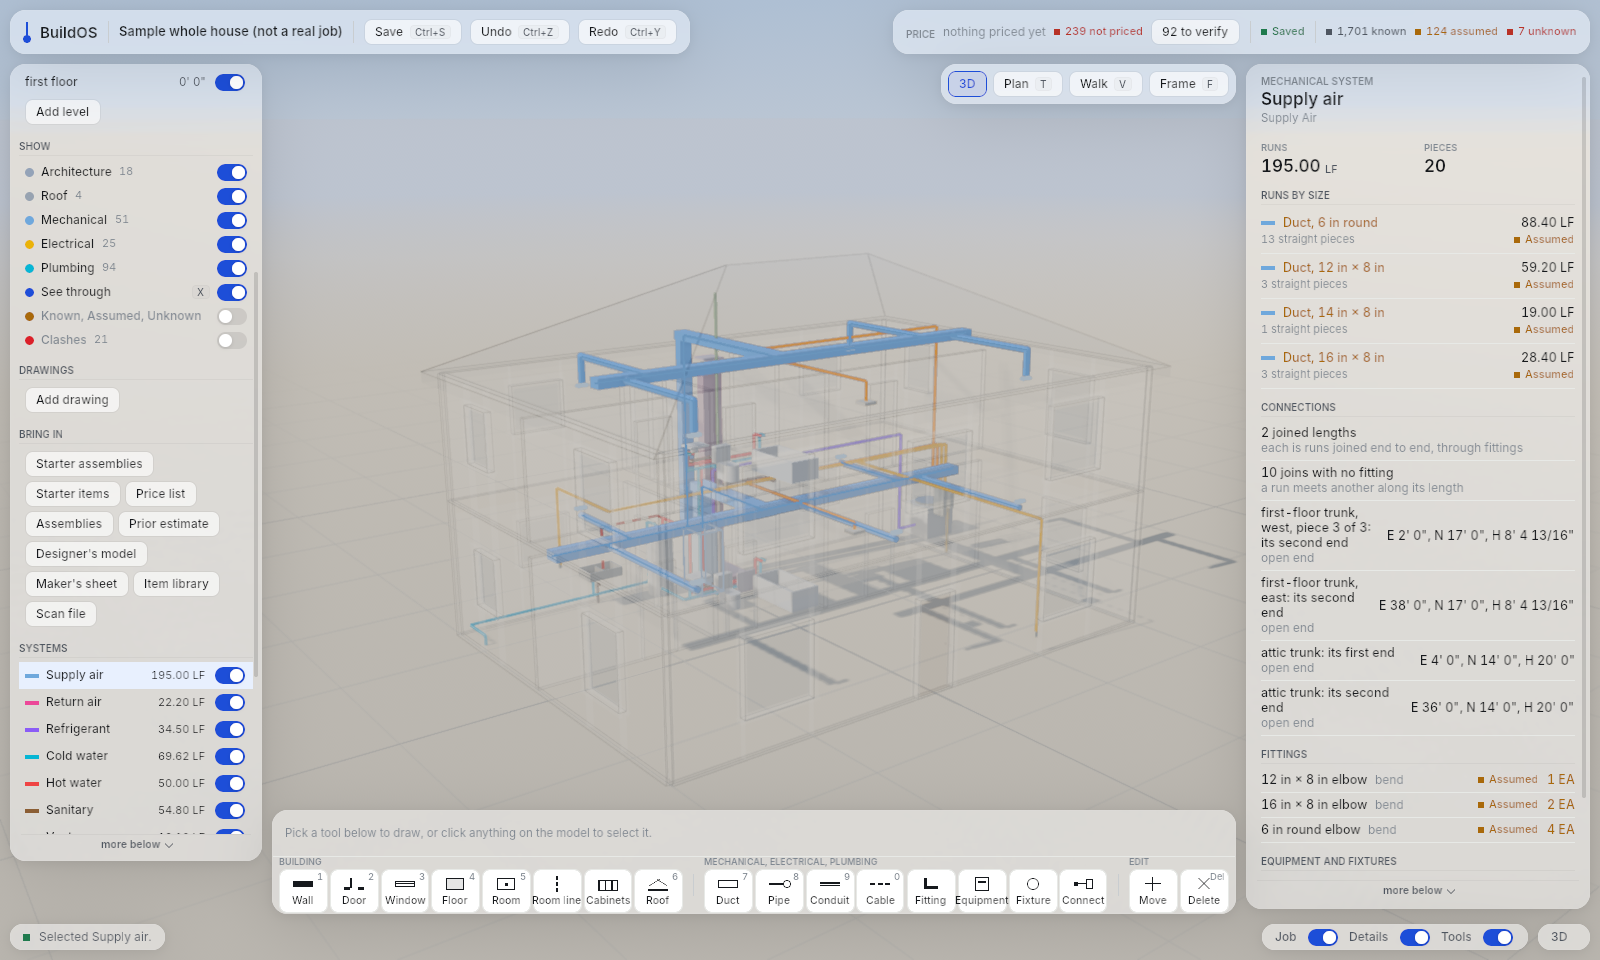 BuildOS
Sample whole house (not a real job)
Save Ctrl+S
Undo Ctrl+Z
Redo Ctrl+Y
PRICE nothing priced yet 239 not priced
92 to verify
Saved
1,701 known 124 assumed 7 unknown
first floor 0' 0"
Add level
SHOW
Architecture 18
Roof 4
Mechanical 51
Electrical 25
Plumbing 94
See through X
Known, Assumed, Unknown
Clashes 21
DRAWINGS
Add drawing
BRING IN
Starter assemblies
Starter items Price list
Assemblies Prior estimate
Designer's model
Maker's sheet Item library
Scan file
SYSTEMS
Supply air 195.00 LF
Return air 22.20 LF
Refrigerant 34.50 LF
Cold water 69.62 LF
Hot water 50.00 LF
Sanitary 54.80 LF
more below
3D
Plan T
Walk V
Frame F
MECHANICAL SYSTEM
Supply air
Supply Air
RUNS PIECES
195.00 LF 20
RUNS BY SIZE
Duct, 6 in round 88.40 LF
13 straight pieces Assumed
Duct, 12 in × 8 in 59.20 LF
3 straight pieces Assumed
Duct, 14 in × 8 in 19.00 LF
1 straight pieces Assumed
Duct, 16 in × 8 in 28.40 LF
3 straight pieces Assumed
CONNECTIONS
2 joined lengths
each is runs joined end to end, through fittings
10 joins with no fitting
a run meets another along its length
first-floor trunk,
west, piece 3 of 3:
its second end E 2' 0", N 17' 0", H 8' 4 13/16"
open end
first-floor trunk,
east: its second
end E 38' 0", N 17' 0", H 8' 4 13/16"
open end
attic trunk: its first end E 4' 0", N 14' 0", H 20' 0"
open end
attic trunk: its second
end E 36' 0", N 14' 0", H 20' 0"
open end
FITTINGS
12 in × 8 in elbow bend Assumed 1 EA
16 in × 8 in elbow bend Assumed 2 EA
6 in round elbow bend Assumed 4 EA
EQUIPMENT AND FIXTURES
more below
Pick a tool below to draw, or click anything on the model to select it.
BUILDING
Wall 1
Door 2
Window 3
Floor 4
Room 5
Room line
Cabinets
Roof 6
MECHANICAL, ELECTRICAL, PLUMBING
Duct 7
Pipe 8
Conduit 9
Cable 0
Fitting
Equipment
Fixture
Connect
EDIT
Move
Delete Del
Selected Supply air.
Job Details Tools
3D